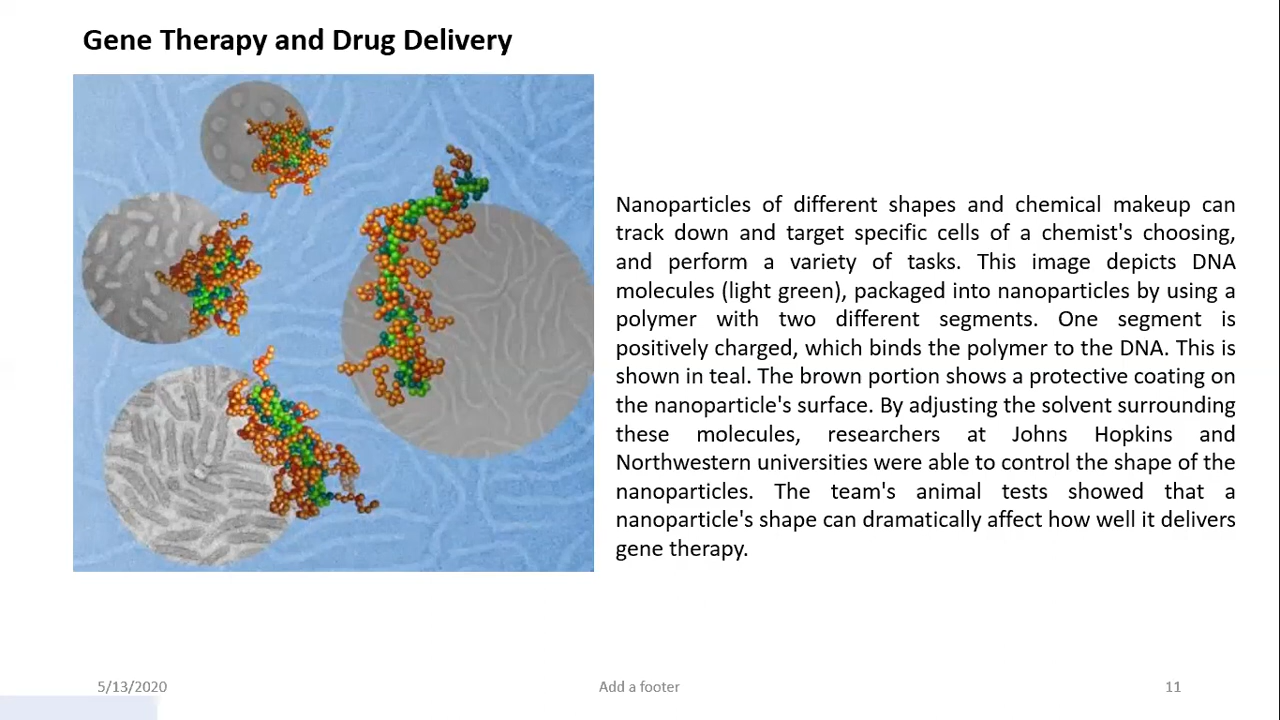 Gene Therapy and Drug Delivery
Nanoparticles of different shapes and chemical makeup can
track down and target specific cells of a chemist's choosing,
and perform a variety of tasks. This image depicts DNA
molecules (light green), packaged into nanoparticles by using a
polymer with two different segments. One segment is
positively charged, which binds the polymer to the DNA. This is
shown in teal. The brown portion shows a protective coating on
the nanoparticle's surface. By adjusting the solvent surrounding
these molecules, researchers at Johns Hopkins and
Northwestern universities were able to control the shape of the
nanoparticles. The team's animal tests showed that a
nanoparticle's shape can dramatically affect how well it delivers
gene therapy.
5/13/2020
Add a footer
11